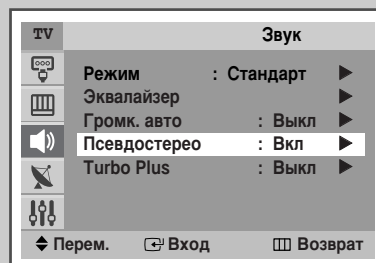 TV Звук
Режим : Стандарт ►
Эквалайзер ►
Громк. авто : Выкл ►
Псевдостерео : Вкл ►
Turbo Plus : Выкл ►
Перем. Вход Возврат